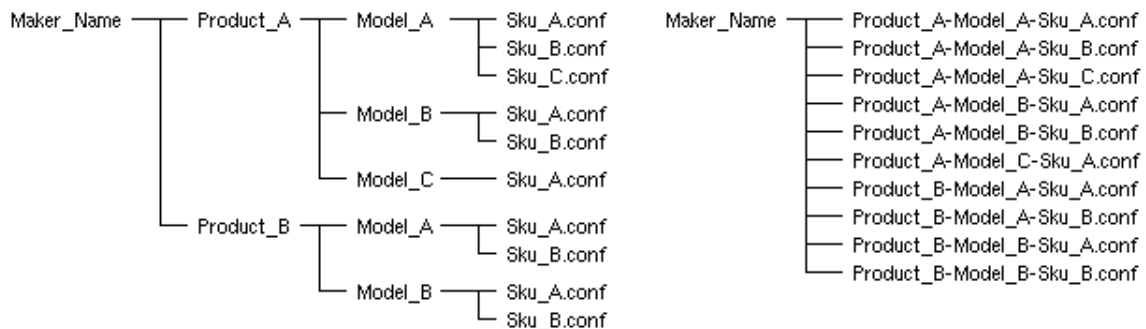 Maker_Name Product_A Model_A Sku_A.conf
Sku_B.conf
Sku_C.conf
Model_B Sku_A.conf
Sku_B.conf
Model_C Sku_A.conf
Product_B Model_A Sku_A.conf
Sku_B.conf
Model_B Sku_A.conf
Sku_B.conf
Maker_Name Product_A-Model_A-Sku_A.conf
Product_A-Model_A-Sku_B.conf
Product_A-Model_A-Sku_C.conf
Product_A-Model_B-Sku_A.conf
Product_A-Model_B-Sku_B.conf
Product_A-Model_C-Sku_A.conf
Product_B-Model_A-Sku_A.conf
Product_B-Model_A-Sku_B.conf
Product_B-Model_B-Sku_A.conf
Product_B-Model_B-Sku_B.conf